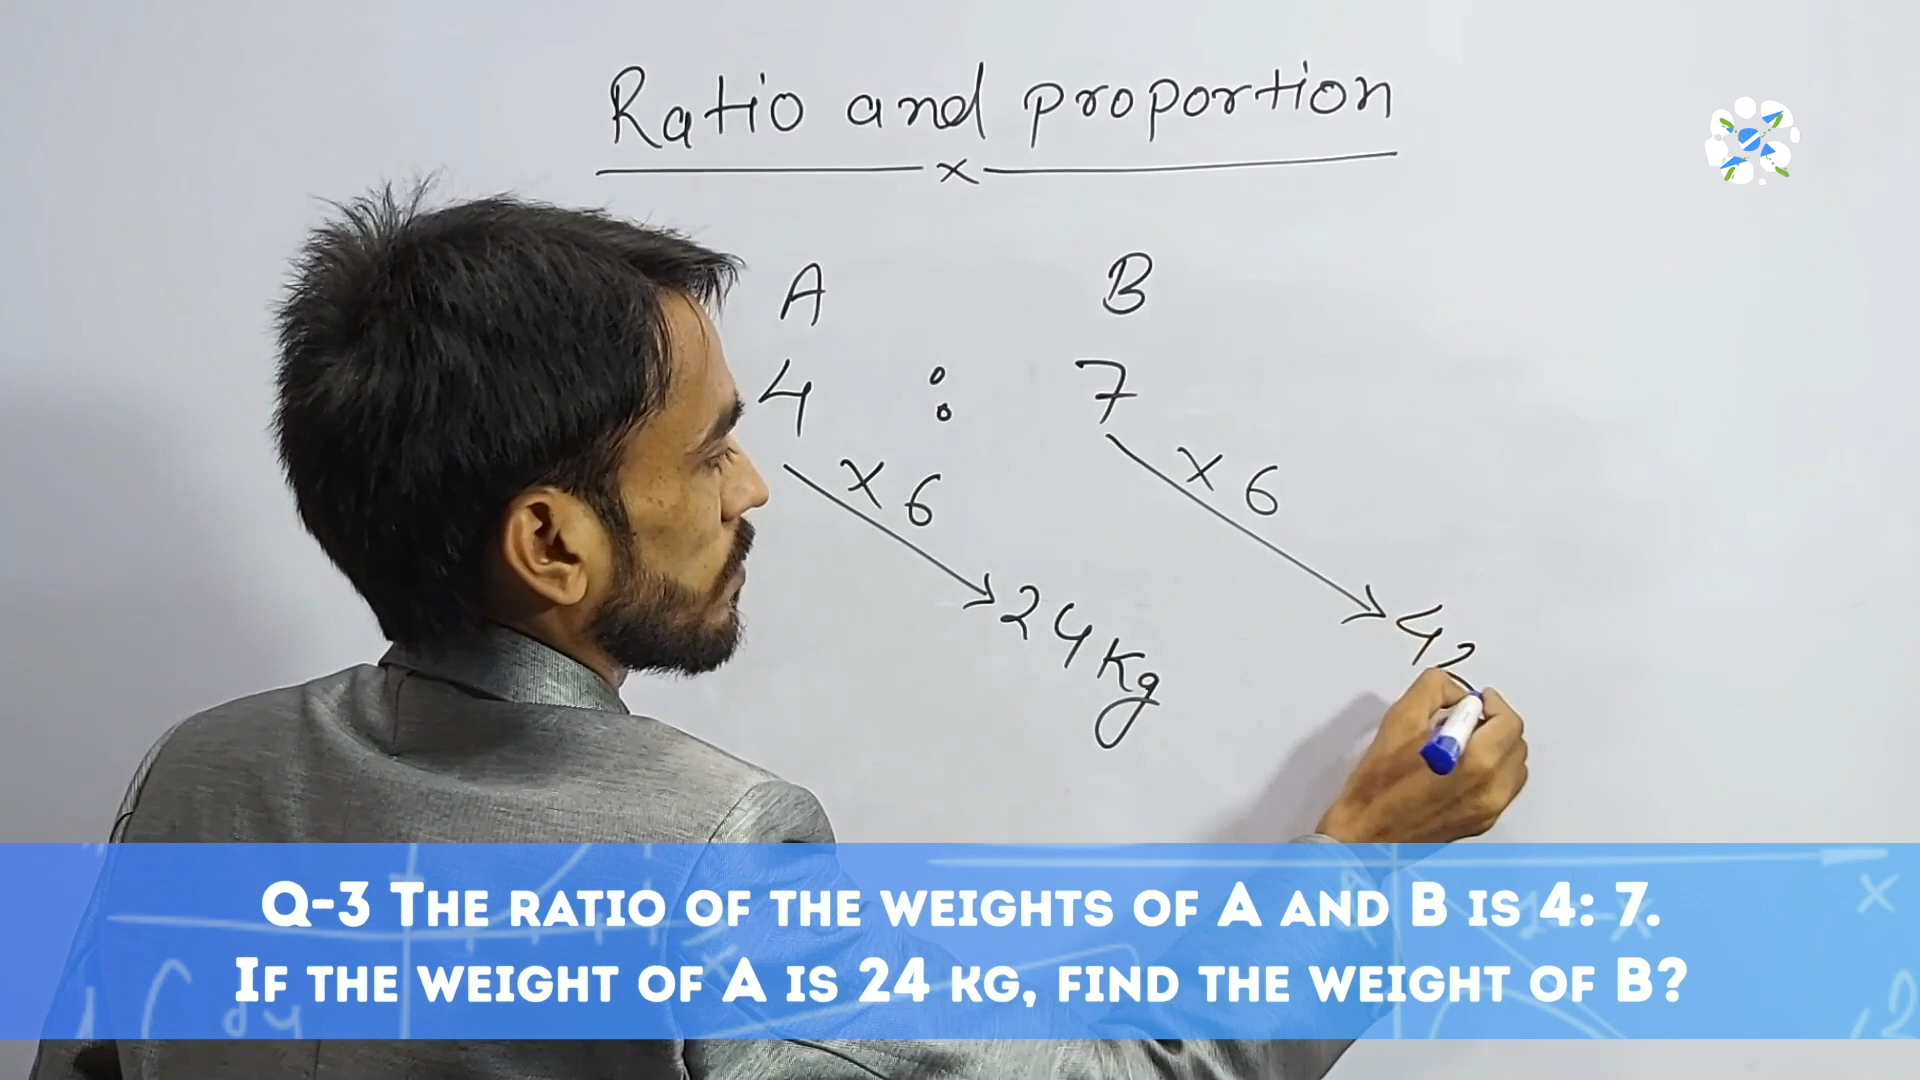 Ratio and proportion
x
A B
4 : 7
x 6 x 6
24 Kg 42
Q-3 The ratio of the weights of A and B is 4: 7.
If the weight of A is 24 kg, find the weight of B?